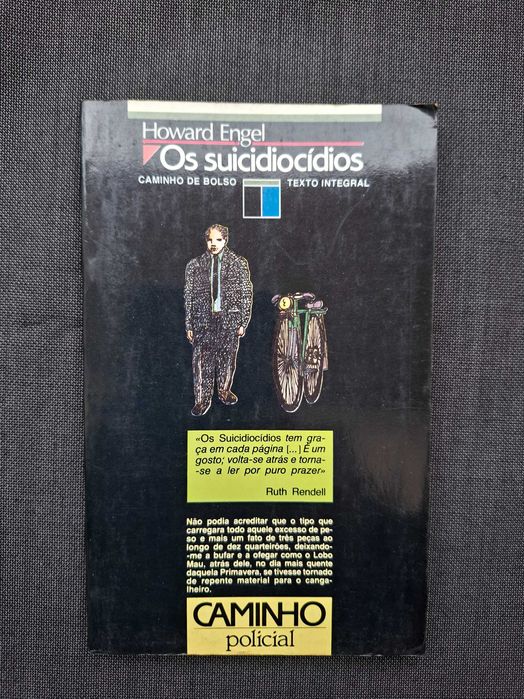 Howard Engel
Os suicidiocídios
CAMINHO DE BOLSO TEXTO INTEGRAL
«Os Suicidiocídios tem gra-
ça em cada página [...] É um
gosto; volta-se atrás e torna-
-se a ler por puro prazer»
Ruth Rendell
Não podia acreditar que o tipo que
carregara todo aquele excesso de pe-
so e mais um fato de três peças ao
longo de dez quarteirões, deixando-
-me a bufar e a ofegar como o Lobo
Mau, atrás dele, no dia mais quente
daquela Primavera, se tivesse tornado
de repente material para o canga-
lheiro.
CAMINHO
policial